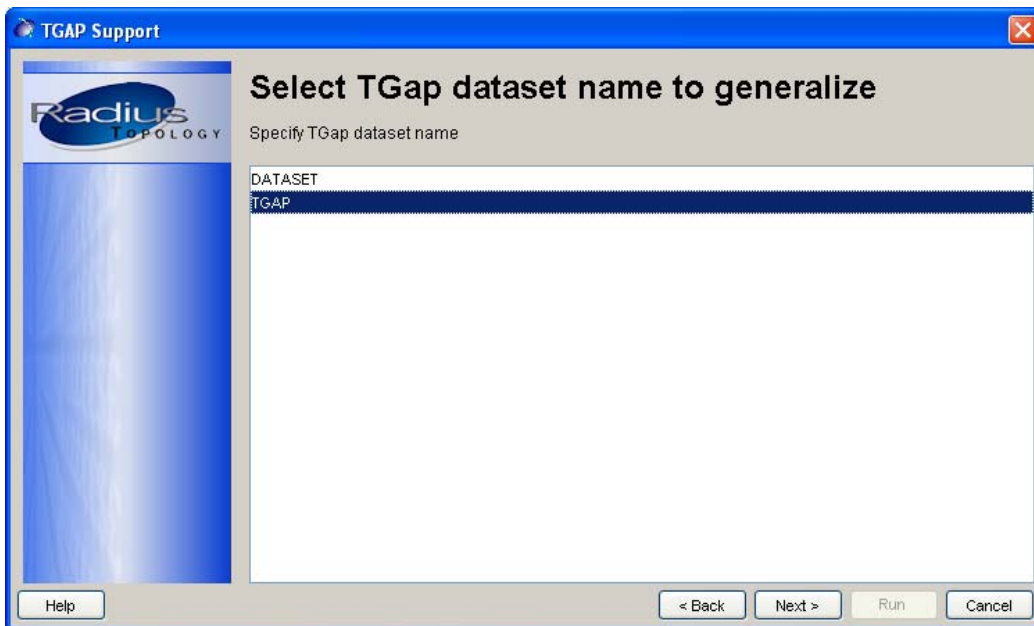 TGAP Support
Radius
TOPOLOGY
Select TGap dataset name to generalize
Specify TGap dataset name
DATASET
TGAP
Help
< Back
Next >
Run
Cancel